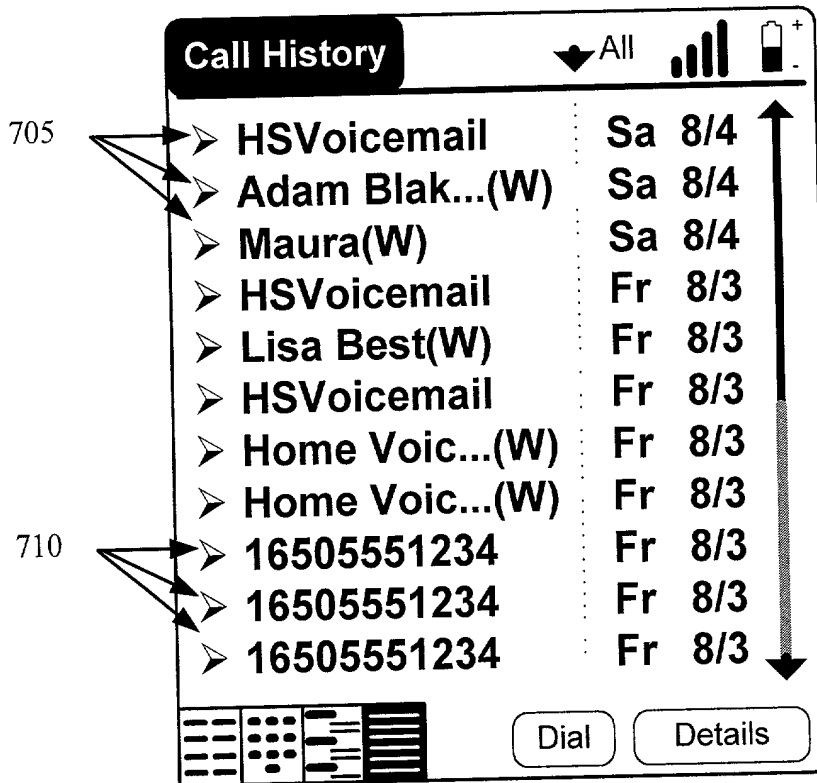 Call History All + -
705 HSVoicemail Sa 8/4
Adam Blak...(W) Sa 8/4
Maura(W) Sa 8/4
HSVoicemail Fr 8/3
Lisa Best(W) Fr 8/3
HSVoicemail Fr 8/3
Home Voic...(W) Fr 8/3
Home Voic...(W) Fr 8/3
710 16505551234 Fr 8/3
16505551234 Fr 8/3
16505551234 Fr 8/3
Dial Details